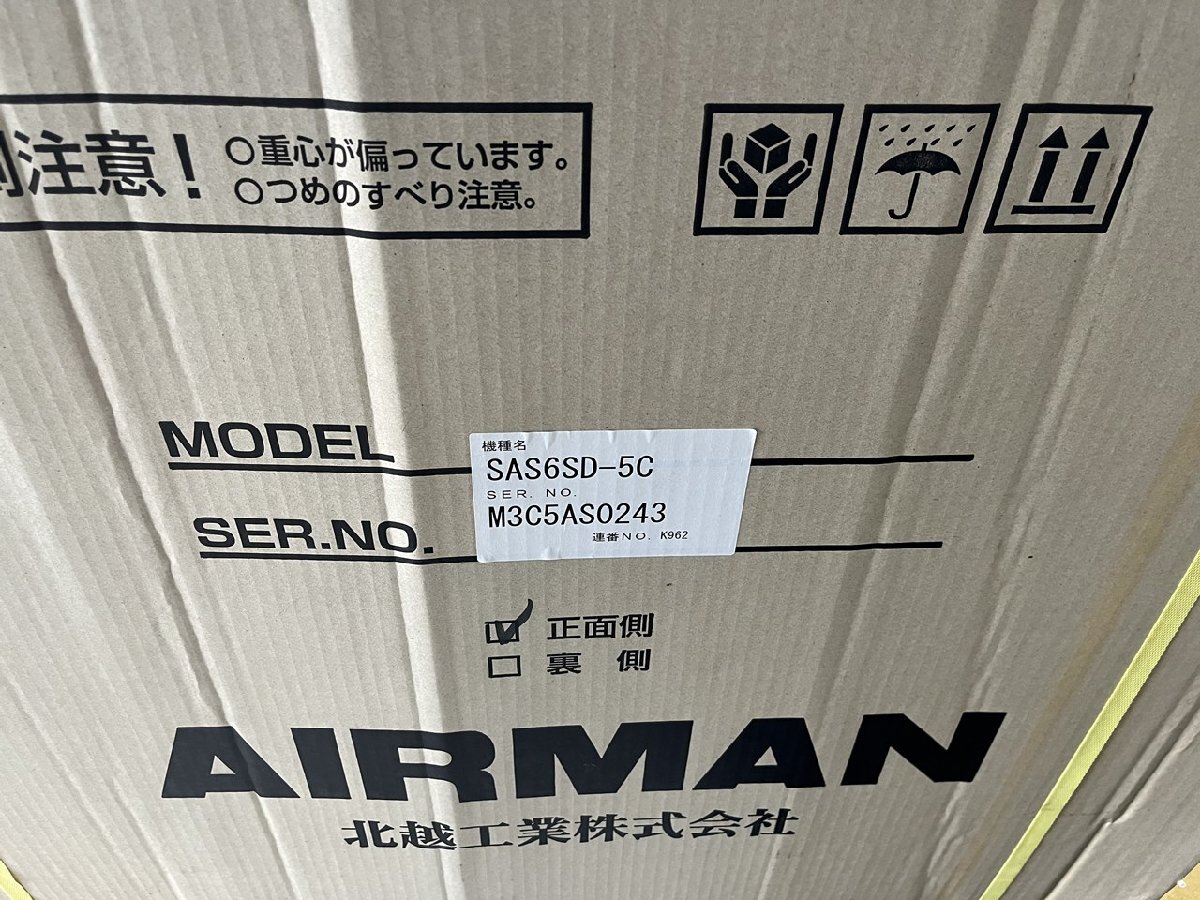 注意！
○重心が偏っています。
○つめのすべり注意。
MODEL
機種名
SAS6SD-5C
SER. NO.
M3C5AS0243
連番NO. K962
SER.NO.
正面側
裏 側
AIRMAN
北越工業株式会社